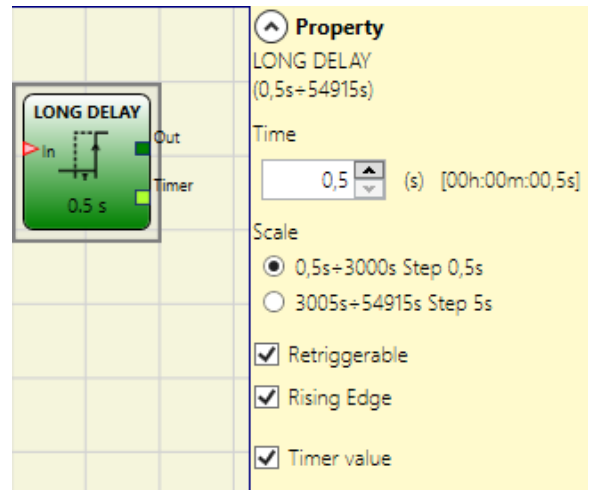 LONG DELAY
In
Out
Timer
0.5 s
Property
LONG DELAY
(0,5s÷54915s)
Time
0,5 (s) [00h:00m:00,5s]
Scale
0,5s÷3000s Step 0,5s
3005s÷54915s Step 5s
Retriggerable
Rising Edge
Timer value